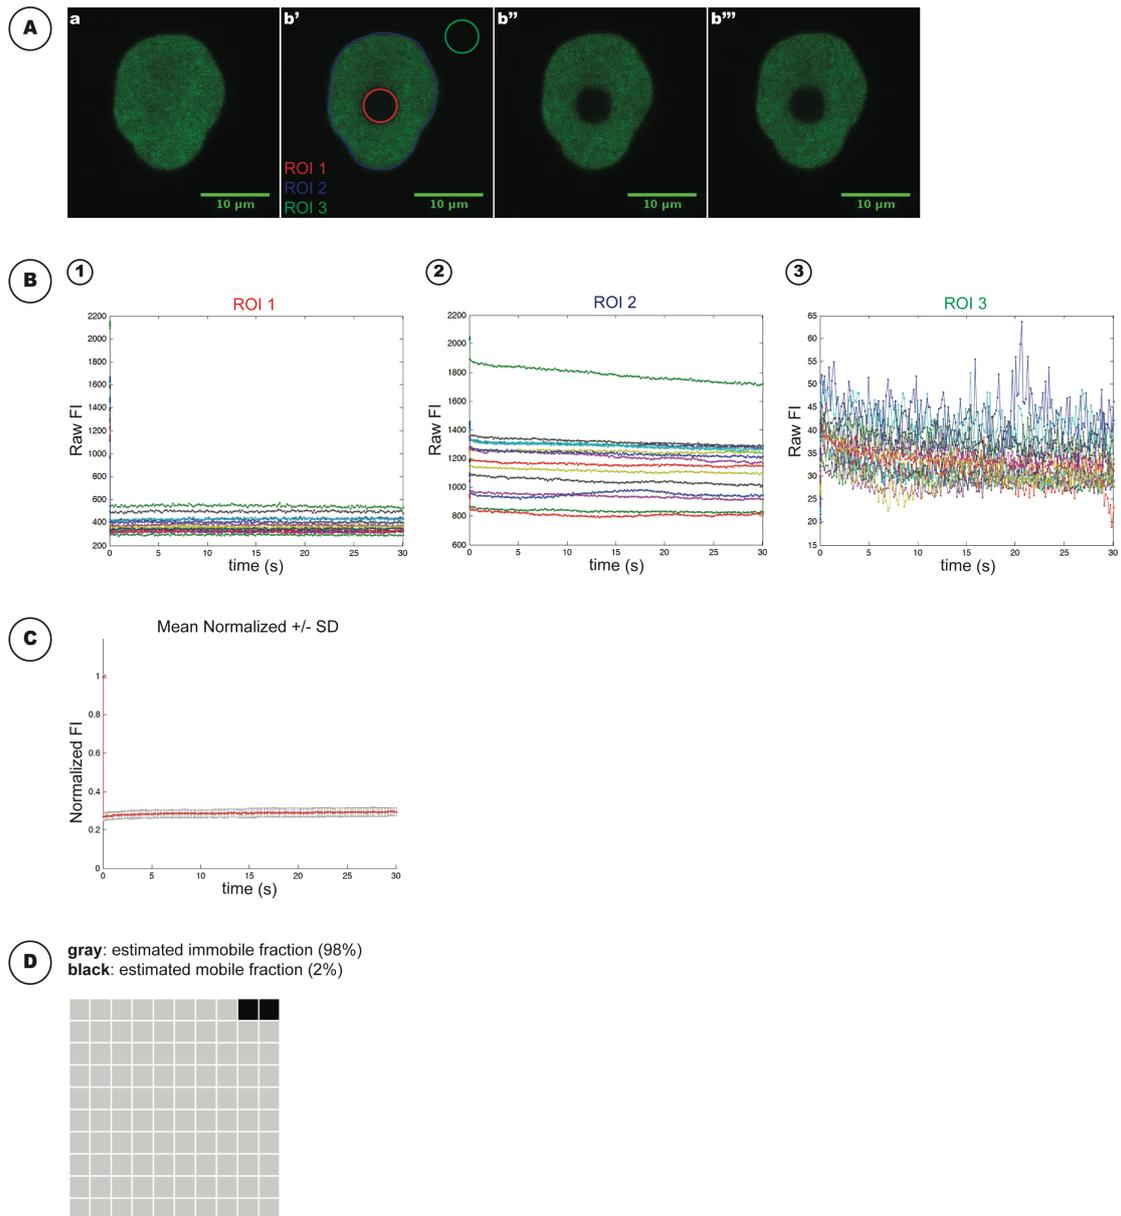 A
a
b'
b''
b'''
ROI 1
ROI 2
ROI 3
10 µm
10 µm
10 µm
10 µm
B
1
2
3
ROI 1
ROI 2
ROI 3
Raw FI
2200
2000
1800
1600
1400
1200
1000
800
600
400
200
0 5 10 15 20 25 30
time (s)
Raw FI
2200
2000
1800
1600
1400
1200
1000
800
600
0 5 10 15 20 25 30
time (s)
Raw FI
65
60
55
50
45
40
35
30
25
20
15
0 5 10 15 20 25 30
time (s)
C
Mean Normalized +/- SD
Normalized FI
1
0.8
0.6
0.4
0.2
0
0 5 10 15 20 25 30
time (s)
D
gray: estimated immobile fraction (98%)
black: estimated mobile fraction (2%)